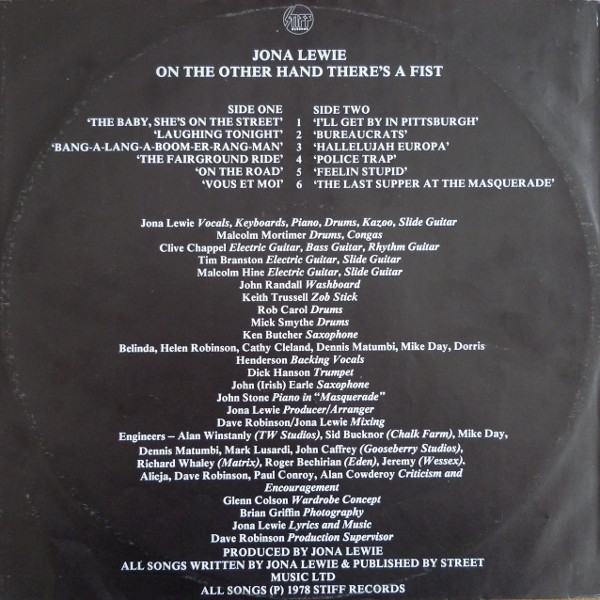 STIFF
RECORDS
JONA LEWIE
ON THE OTHER HAND THERE'S A FIST
SIDE ONE SIDE TWO
'THE BABY, SHE'S ON THE STREET' 1 'I'LL GET BY IN PITTSBURGH'
'LAUGHING TONIGHT' 2 'BUREAUCRATS'
'BANG-A-LANG-A-BOOM-ER-RANG-MAN' 3 'HALLELUJAH EUROPA'
'THE FAIRGROUND RIDE' 4 'POLICE TRAP'
'ON THE ROAD' 5 'FEELIN STUPID'
'VOUS ET MOI' 6 'THE LAST SUPPER AT THE MASQUERADE'
Jona Lewie Vocals, Keyboards, Piano, Drums, Kazoo, Slide Guitar
Malcolm Mortimer Drums, Congas
Clive Chappel Electric Guitar, Bass Guitar, Rhythm Guitar
Tim Branston Electric Guitar, Slide Guitar
Malcolm Hine Electric Guitar, Slide Guitar
John Randall Washboard
Keith Trussell Zob Stick
Rob Carol Drums
Mick Smythe Drums
Ken Butcher Saxophone
Belinda, Helen Robinson, Cathy Cleland, Dennis Matumbi, Mike Day, Dorris
Henderson Backing Vocals
Dick Hanson Trumpet
John (Irish) Earle Saxophone
John Stone Piano in "Masquerade"
Jona Lewie Producer/Arranger
Dave Robinson/Jona Lewie Mixing
Engineers – Alan Winstanly (TW Studios), Sid Bucknor (Chalk Farm), Mike Day,
Dennis Matumbi, Mark Lusardi, John Caffrey (Gooseberry Studios),
Richard Whaley (Matrix), Roger Bechirian (Eden), Jeremy (Wessex).
Alicja, Dave Robinson, Paul Conroy, Alan Cowderoy Criticism and
Encouragement
Glenn Colson Wardrobe Concept
Brian Griffin Photography
Jona Lewie Lyrics and Music
Dave Robinson Production Supervisor
PRODUCED BY JONA LEWIE
ALL SONGS WRITTEN BY JONA LEWIE & PUBLISHED BY STREET
MUSIC LTD
ALL SONGS (P) 1978 STIFF RECORDS